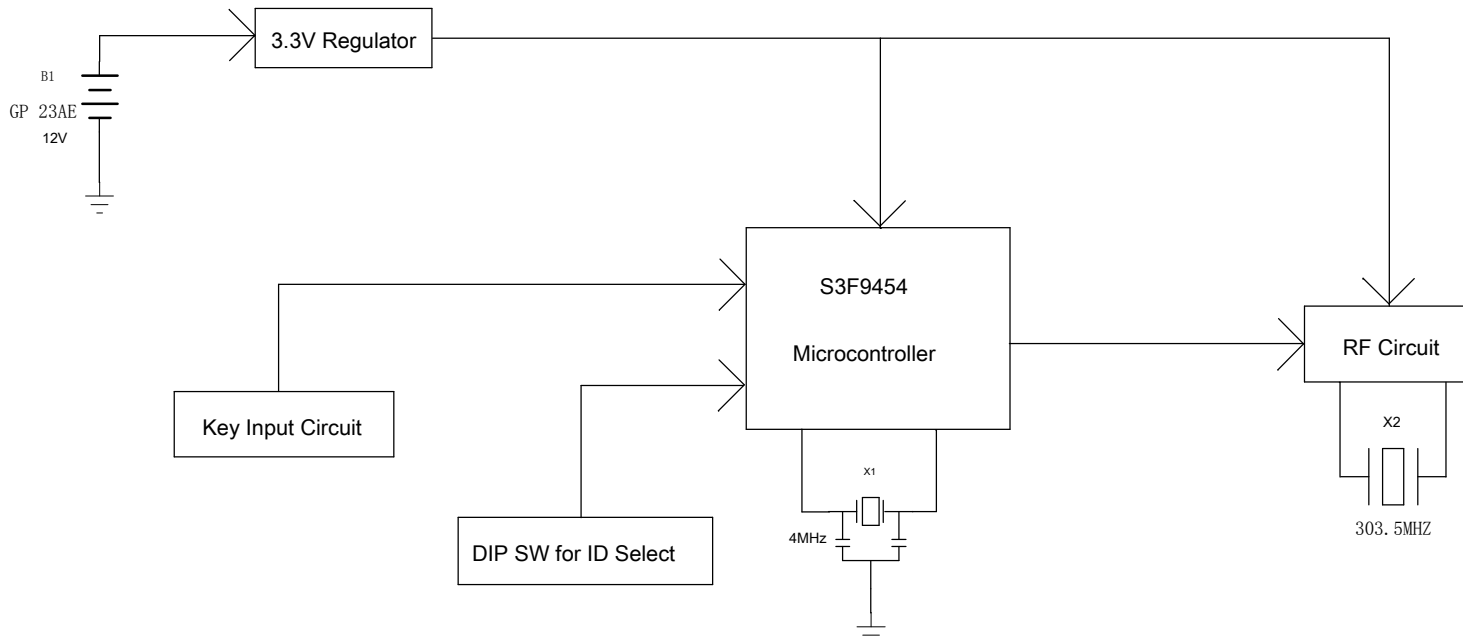 3.3V Regulator
B1
GP 23AE
12V
S3F9454
Microcontroller
RF Circuit
Key Input Circuit
X2
X1
4MHz
303.5MHZ
DIP SW for ID Select